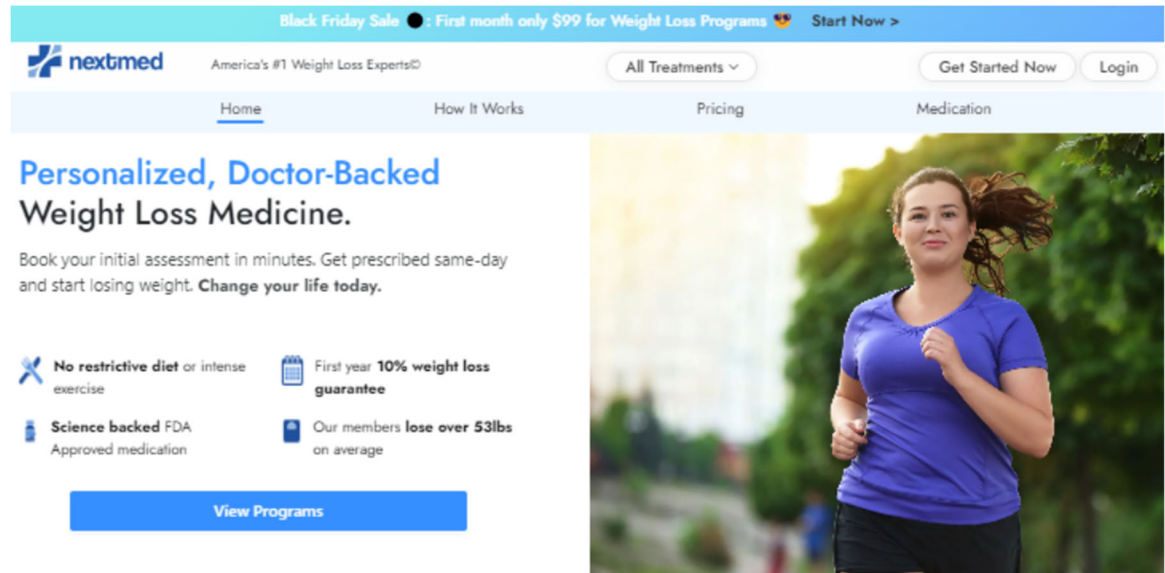 Black Friday Sale ⚫: First month only $99 for Weight Loss Programs 😍 Start Now >
nextmed America's #1 Weight Loss Experts© All Treatments Get Started Now Login
Home How It Works Pricing Medication
Personalized, Doctor-Backed
Weight Loss Medicine.
Book your initial assessment in minutes. Get prescribed same-day
and start losing weight. Change your life today.
No restrictive diet or intense
exercise
First year 10% weight loss
guarantee
Science backed FDA
Approved medication
Our members lose over 53lbs
on average
View Programs